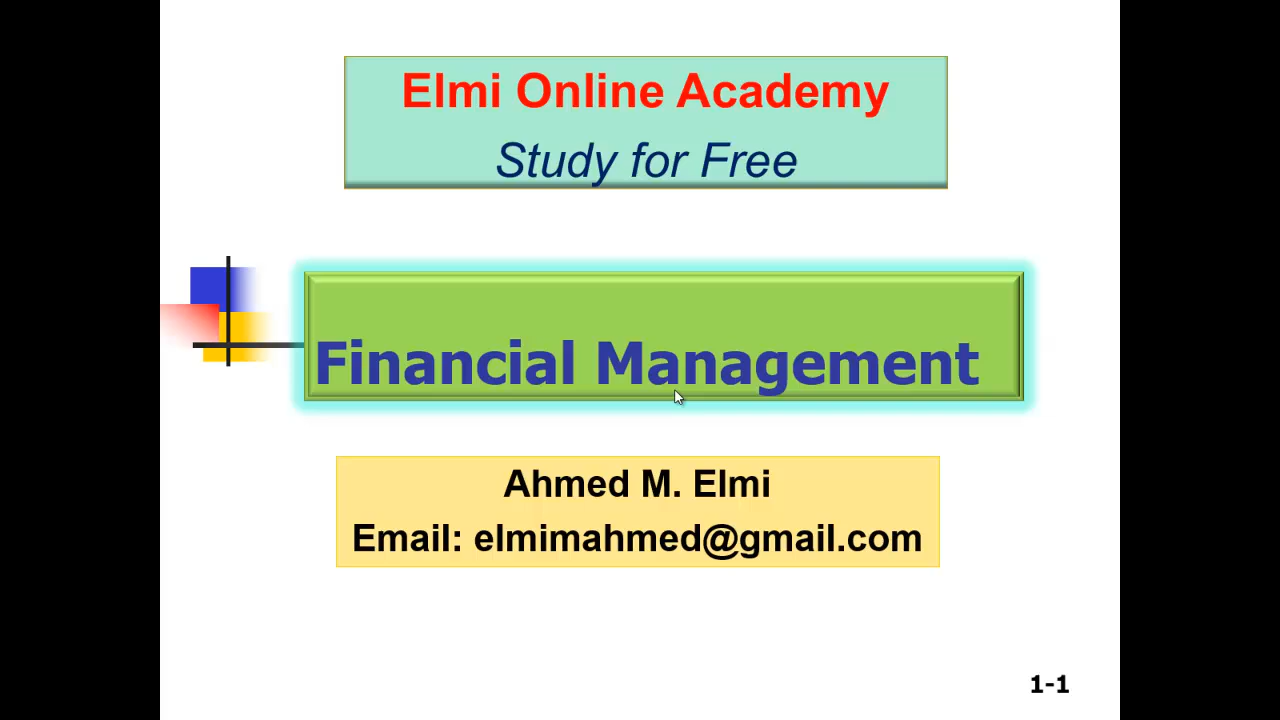 Elmi Online Academy
Study for Free
Financial Management
Ahmed M. Elmi
Email: elmimahmed@gmail.com
1-1